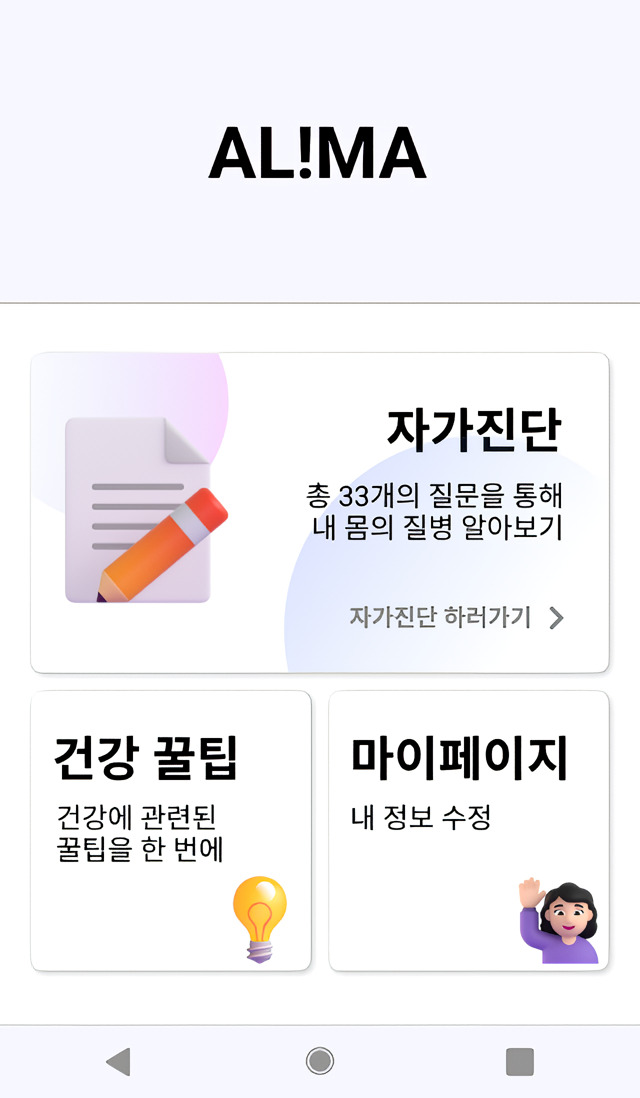 AL!MA
자가진단
총 33개의 질문을 통해
내 몸의 질병 알아보기
자가진단 하러가기
건강 꿀팁
건강에 관련된
꿀팁을 한 번에
마이페이지
내 정보 수정